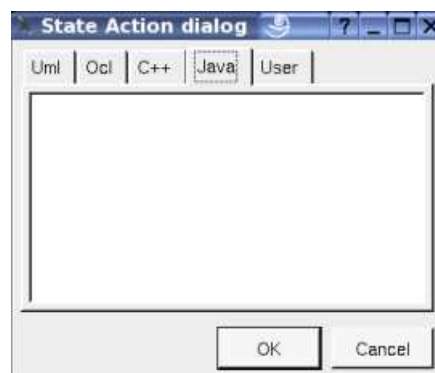 State Action dialog ? _ □ X
Uml Ocl C++ Java User
OK Cancel